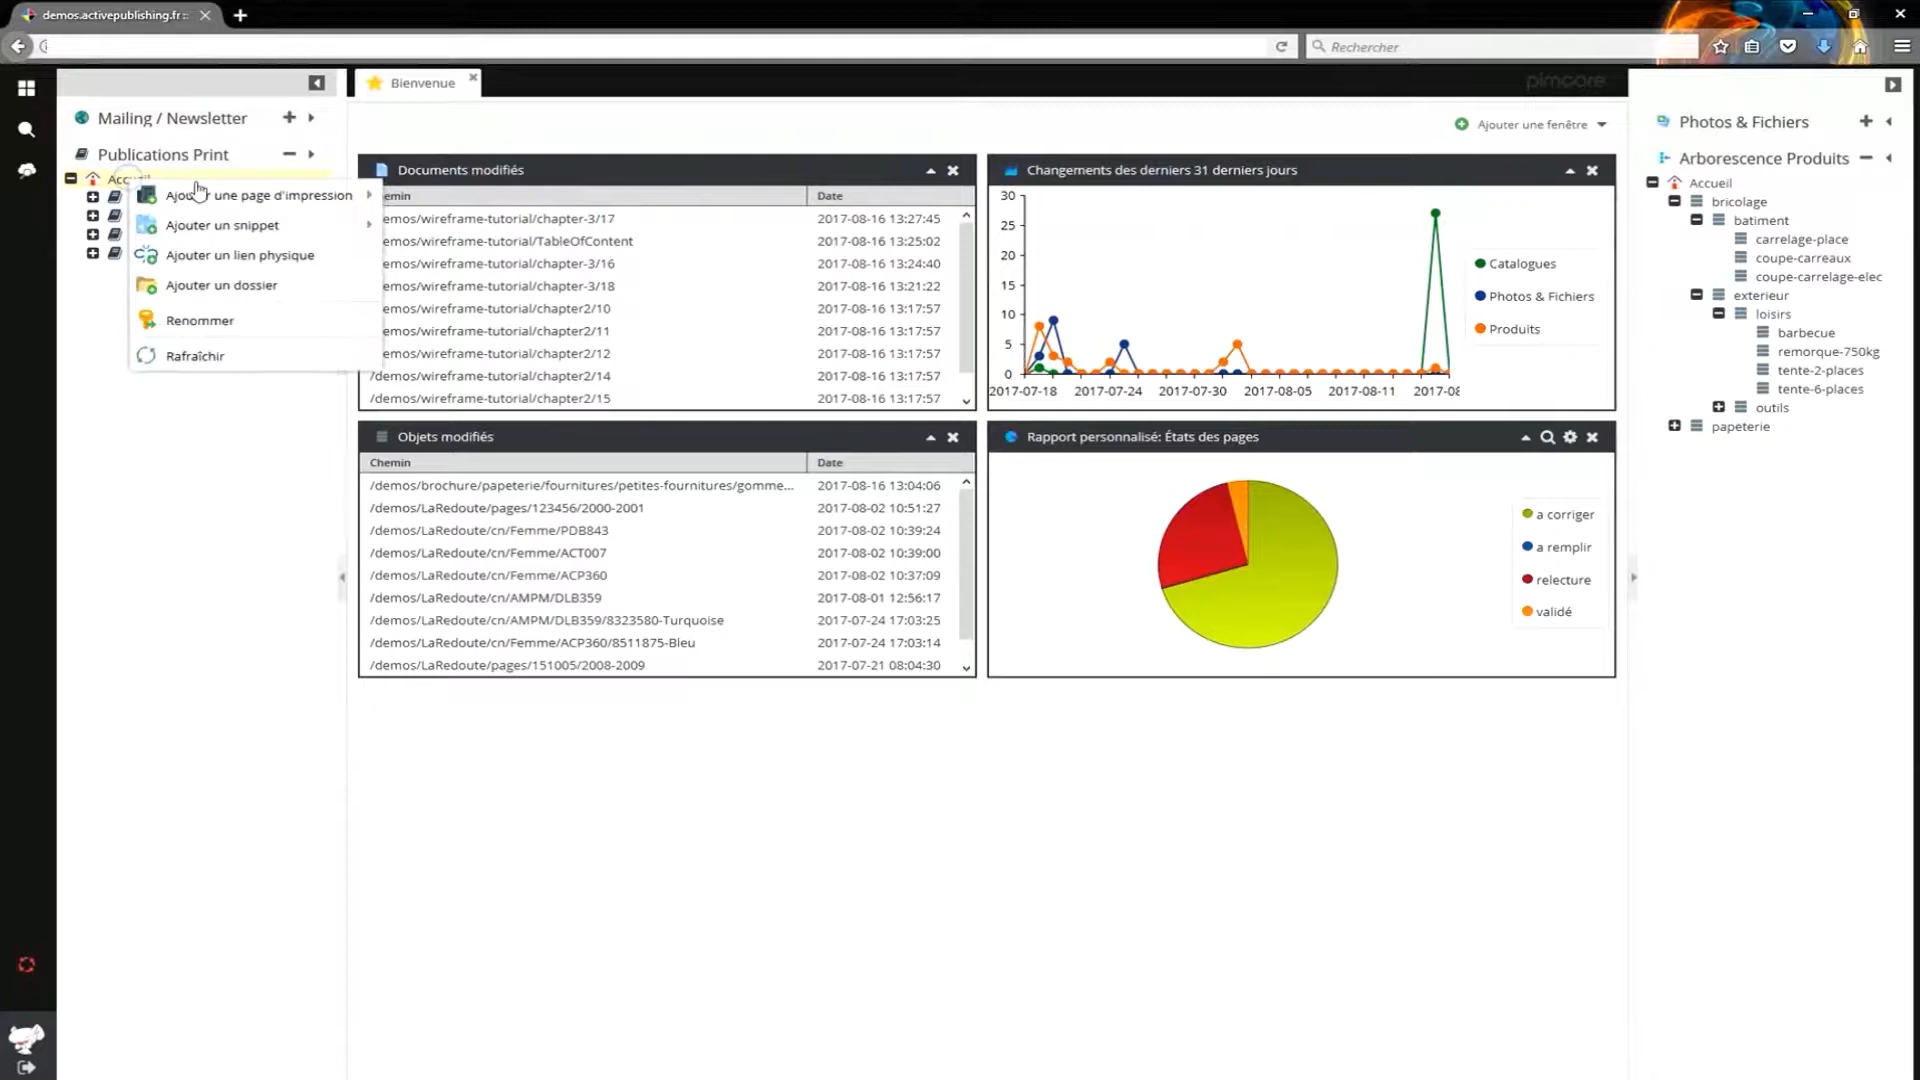 demos.activepublishing.fr ::
Rechercher
Mailing / Newsletter
Publications Print
Ajouter une page d'impression
Ajouter un snippet
Ajouter un lien physique
Ajouter un dossier
Renommer
Rafraîchir
Bienvenue
pimcore
Ajouter une fenêtre
Documents modifiés
Date
emos/wireframe-tutorial/chapter-3/17 2017-08-16 13:27:45
emos/wireframe-tutorial/TableOfContent 2017-08-16 13:25:02
emos/wireframe-tutorial/chapter-3/16 2017-08-16 13:24:40
emos/wireframe-tutorial/chapter-3/18 2017-08-16 13:21:22
emos/wireframe-tutorial/chapter2/10 2017-08-16 13:17:57
emos/wireframe-tutorial/chapter2/11 2017-08-16 13:17:57
emos/wireframe-tutorial/chapter2/12 2017-08-16 13:17:57
/demos/wireframe-tutorial/chapter2/14 2017-08-16 13:17:57
/demos/wireframe-tutorial/chapter2/15 2017-08-16 13:17:57
Changements des derniers 31 derniers jours
30
25
20
15
10
5
0
2017-07-18 2017-07-24 2017-07-30 2017-08-05 2017-08-11 2017-08
Catalogues
Photos & Fichiers
Produits
Objets modifiés
Chemin Date
/demos/brochure/papeterie/fournitures/petites-fournitures/gomme... 2017-08-16 13:04:06
/demos/LaRedoute/pages/123456/2000-2001 2017-08-02 10:51:27
/demos/LaRedoute/cn/Femme/PDB843 2017-08-02 10:39:24
/demos/LaRedoute/cn/Femme/ACT007 2017-08-02 10:39:00
/demos/LaRedoute/cn/Femme/ACP360 2017-08-02 10:37:09
/demos/LaRedoute/cn/AMPM/DLB359 2017-08-01 12:56:17
/demos/LaRedoute/cn/AMPM/DLB359/8323580-Turquoise 2017-07-24 17:03:25
/demos/LaRedoute/cn/Femme/ACP360/8511875-Bleu 2017-07-24 17:03:14
/demos/LaRedoute/pages/151005/2008-2009 2017-07-21 08:04:30
Rapport personnalisé: États des pages
a corriger
a remplir
relecture
validé
Photos & Fichiers
Arborescence Produits
Accueil
bricolage
batiment
carrelage-place
coupe-carreaux
coupe-carrelage-elec
exterieur
loisirs
barbecue
remorque-750kg
tente-2-places
tente-6-places
outils
papeterie